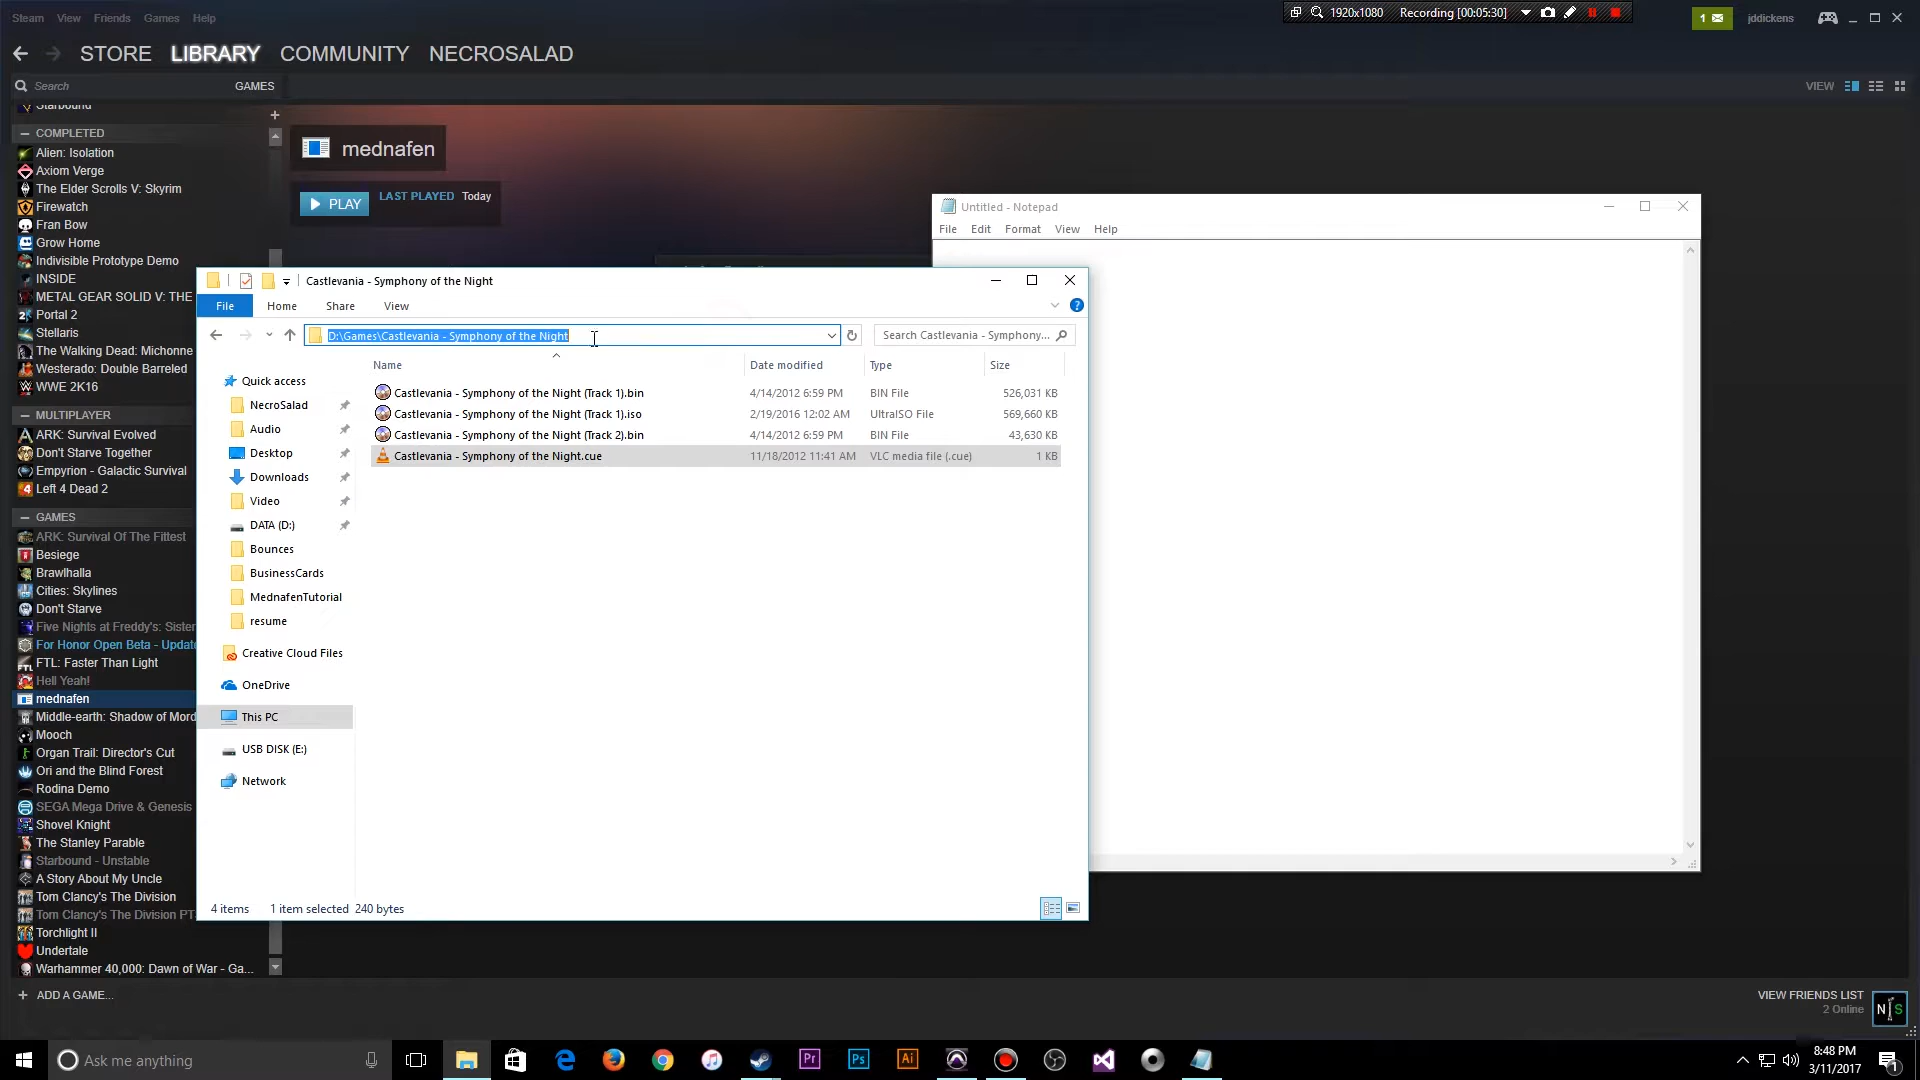 Steam View Friends Games Help
1920x1080 Recording [00:05:30]
1 jddickens
STORE LIBRARY COMMUNITY NECROSALAD
Search GAMES
VIEW
Starbound
COMPLETED
Alien: Isolation
Axiom Verge
The Elder Scrolls V: Skyrim
Firewatch
Fran Bow
Grow Home
Indivisible Prototype Demo
INSIDE
METAL GEAR SOLID V: THE
Portal 2
Stellaris
The Walking Dead: Michonne
Westerado: Double Barreled
WWE 2K16
MULTIPLAYER
ARK: Survival Evolved
Don't Starve Together
Empyrion - Galactic Survival
Left 4 Dead 2
GAMES
ARK: Survival Of The Fittest
Besiege
Brawlhalla
Cities: Skylines
Don't Starve
Five Nights at Freddy's: Sister
For Honor Open Beta - Update
FTL: Faster Than Light
Hell Yeah!
mednafen
Middle-earth: Shadow of Mord
Mooch
Organ Trail: Director's Cut
Ori and the Blind Forest
Rodina Demo
SEGA Mega Drive & Genesis
Shovel Knight
The Stanley Parable
Starbound - Unstable
A Story About My Uncle
Tom Clancy's The Division
Tom Clancy's The Division PT
Torchlight II
Undertale
Warhammer 40,000: Dawn of War - Ga...
ADD A GAME...
mednafen
PLAY LAST PLAYED Today
Untitled - Notepad
File Edit Format View Help
Castlevania - Symphony of the Night
File Home Share View
D:\Games\Castlevania - Symphony of the Night
Search Castlevania - Symphony...
Name Date modified Type Size
Castlevania - Symphony of the Night (Track 1).bin 4/14/2012 6:59 PM BIN File 526,031 KB
Castlevania - Symphony of the Night (Track 1).iso 2/19/2016 12:02 AM UltraISO File 569,660 KB
Castlevania - Symphony of the Night (Track 2).bin 4/14/2012 6:59 PM BIN File 43,630 KB
Castlevania - Symphony of the Night.cue 11/18/2012 11:41 AM VLC media file (.cue) 1 KB
Quick access
NecroSalad
Audio
Desktop
Downloads
Video
DATA (D:)
Bounces
BusinessCards
MednafenTutorial
resume
Creative Cloud Files
OneDrive
This PC
USB DISK (E:)
Network
4 items 1 item selected 240 bytes
VIEW FRIENDS LIST
2 Online
N S
Ask me anything
Pr Ps Ai
8:48 PM
3/11/2017
1